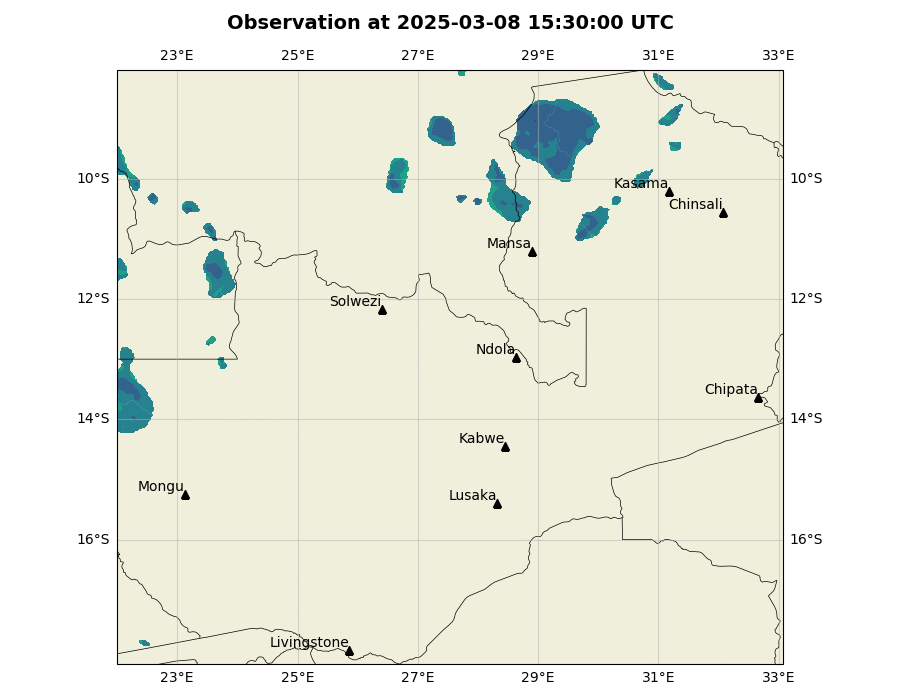 Observation at 2025-03-08 15:30:00 UTC
23°E 25°E 27°E 29°E 31°E 33°E
10°S 10°S
Kasama
Chinsali
Mansa
12°S 12°S
Solwezi
Ndola
Chipata
14°S 14°S
Kabwe
Mongu
Lusaka
16°S 16°S
Livingstone
23°E 25°E 27°E 29°E 31°E 33°E